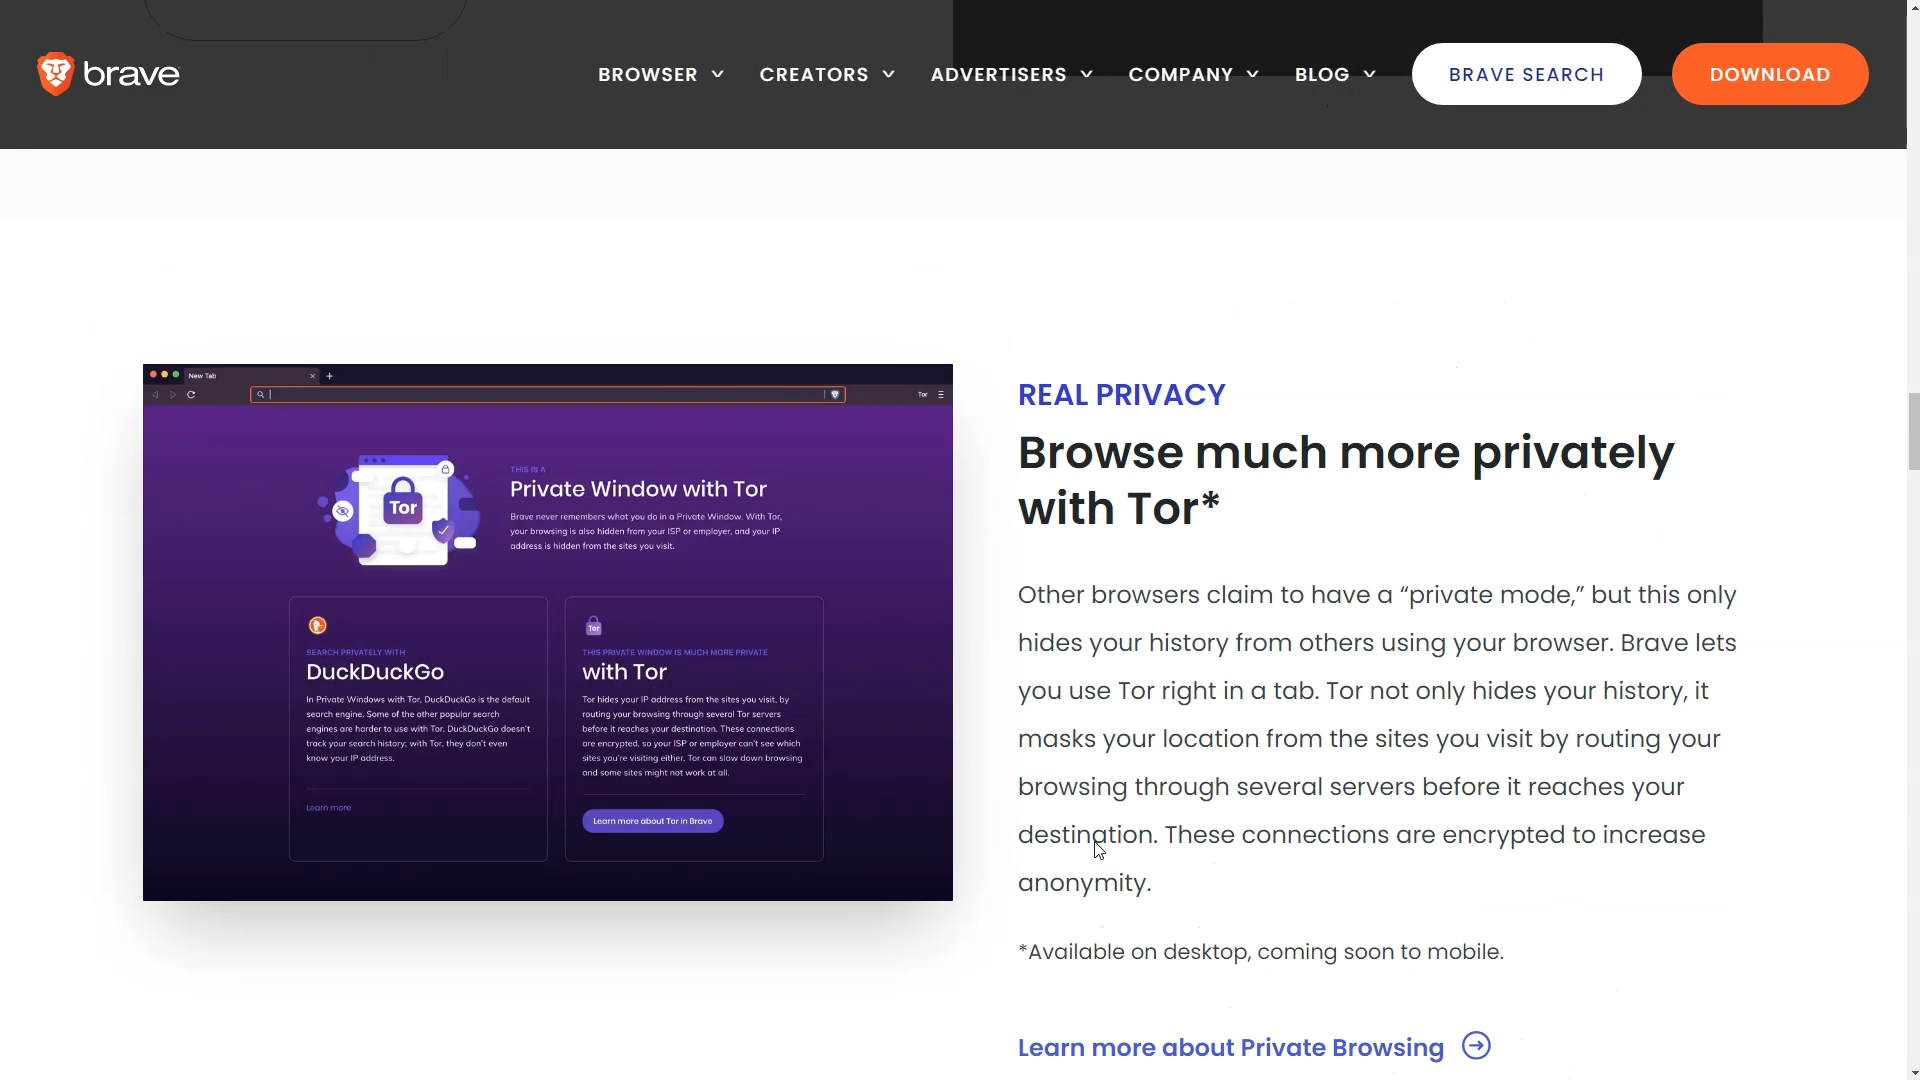 brave
BROWSER
CREATORS
ADVERTISERS
COMPANY
BLOG
BRAVE SEARCH
DOWNLOAD
New Tab
Tor
Tor
THIS IS A
Private Window with Tor
Brave never remembers what you do in a Private Window. With Tor,
your browsing is also hidden from your ISP or employer, and your IP
address is hidden from the sites you visit.
SEARCH PRIVATELY WITH
DuckDuckGo
In Private Windows with Tor, DuckDuckGo is the default
search engine. Some of the other popular search
engines are harder to use with Tor. DuckDuckGo doesn't
track your search history; with Tor, they don't even
know your IP address.
Learn more
Tor
THIS PRIVATE WINDOW IS MUCH MORE PRIVATE
with Tor
Tor hides your IP address from the sites you visit, by
routing your browsing through several Tor servers
before it reaches your destination. These connections
are encrypted, so your ISP or employer can't see which
sites you're visiting either. Tor can slow down browsing
and some sites might not work at all.
Learn more about Tor in Brave
REAL PRIVACY
Browse much more privately
with Tor*
Other browsers claim to have a “private mode,” but this only
hides your history from others using your browser. Brave lets
you use Tor right in a tab. Tor not only hides your history, it
masks your location from the sites you visit by routing your
browsing through several servers before it reaches your
destination. These connections are encrypted to increase
anonymity.
*Available on desktop, coming soon to mobile.
Learn more about Private Browsing